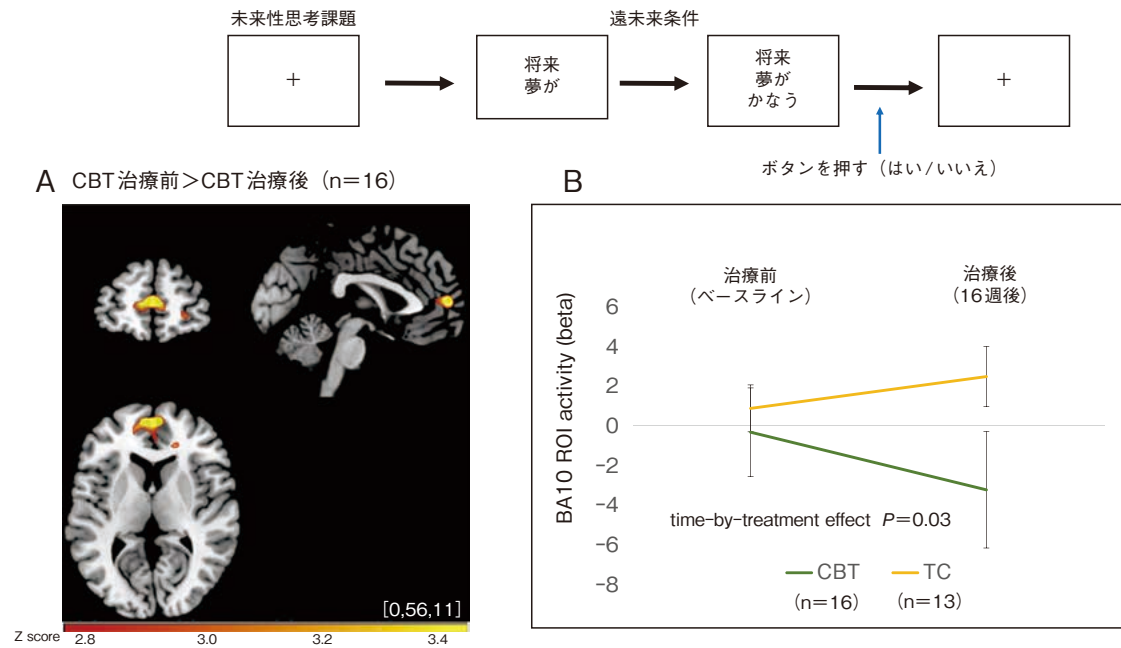 未来性思考課題
遠未来条件
+
将来
夢が
将来
夢が
かなう
+
ボタンを押す（はい/いいえ）
A CBT治療前＞CBT治療後（n=16）
[0,56,11]
Z score 2.8 3.0 3.2 3.4
B
治療前
（ベースライン）
治療後
（16週後）
BA10 ROI activity (beta)
6
4
2
0
−2
−4
−6
−8
time-by-treatment effect P=0.03
CBT TC
(n=16) (n=13)